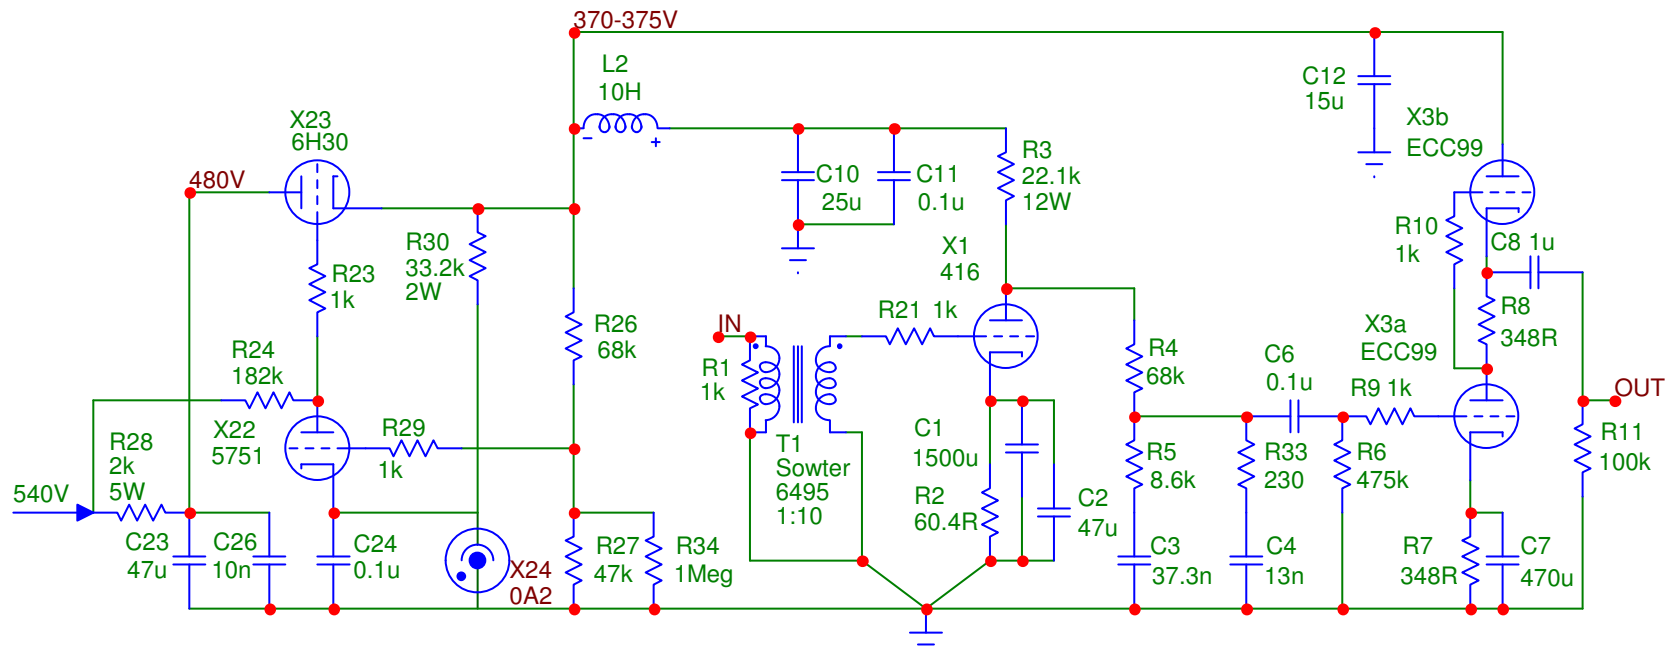 370-375V
L2
10H
C12
15u
X3b
ECC99
X23
6H30
480V
R3
22.1k
12W
C10
25u
C11
0.1u
R10
1k
C8 1u
R30
33.2k
2W
R23
1k
X1
416
R21 1k
IN
R1
1k
R26
68k
R24
182k
X22
5751
R29
1k
R8
348R
X3a
ECC99
R4
68k
C6
0.1u
R9 1k
OUT
R28
2k
5W
540V
T1
Sowter
6495
1:10
C1
1500u
R2
60.4R
C2
47u
R5
8.6k
R33
230
R6
475k
R11
100k
C23
47u
C26
10n
C24
0.1u
X24
0A2
R27
47k
R34
1Meg
C3
37.3n
C4
13n
R7
348R
C7
470u